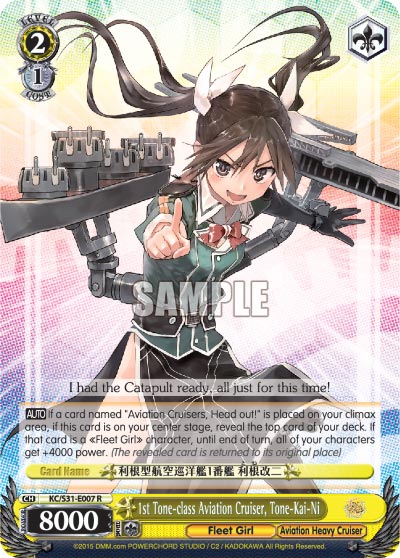 LEVEL
2
1
COST
SAMPLE
I had the Catapult ready, all just for this time!
AUTO If a card named "Aviation Cruisers, Head out!" is placed on your climax
area, if this card is on your center stage, reveal the top card of your deck. If
that card is a «Fleet Girl» character, until end of turn, all of your characters
get +4000 power. (The revealed card is returned to its original place)
Card Name 利根型航空巡洋艦1番艦 利根改二
CH KC/S31-E007 R
1st Tone-class Aviation Cruiser, Tone-Kai-Ni
POWER 8000
Fleet Girl Aviation Heavy Cruiser
©2015 DMM.com POWERCHORD STUDIO / C2 / KADOKAWA All Rights Reserved.